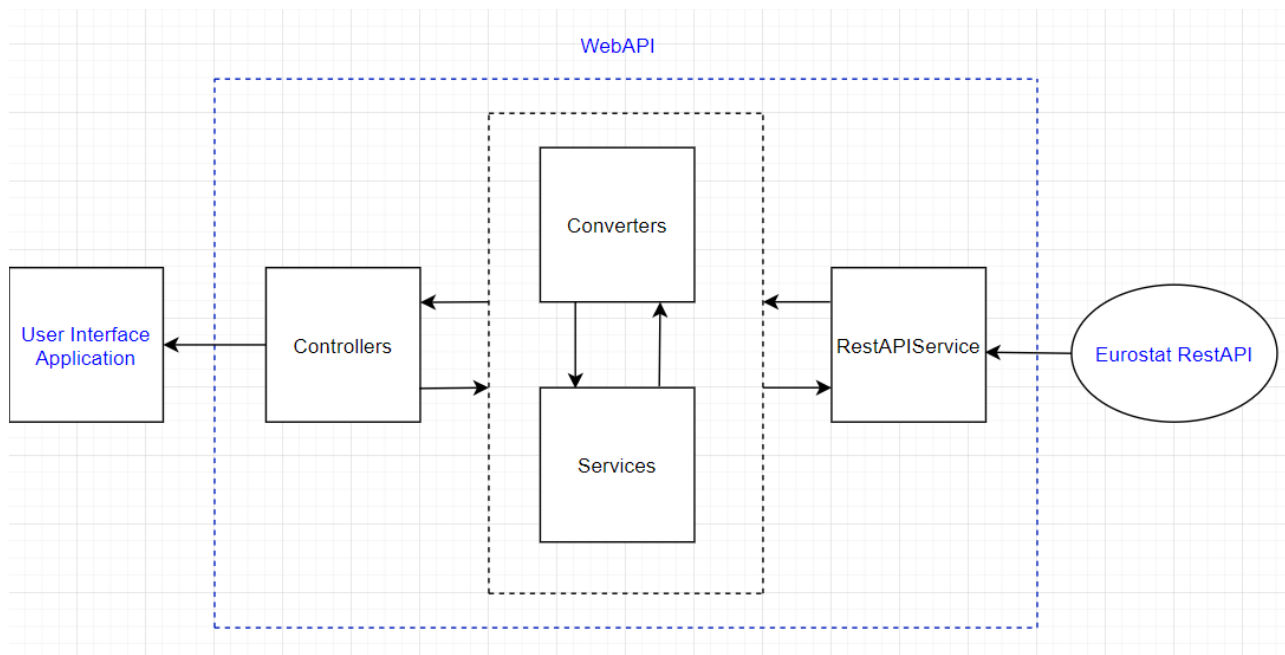 WebAPI
Converters
User Interface
Application
Controllers
RestAPIService
Eurostat RestAPI
Services